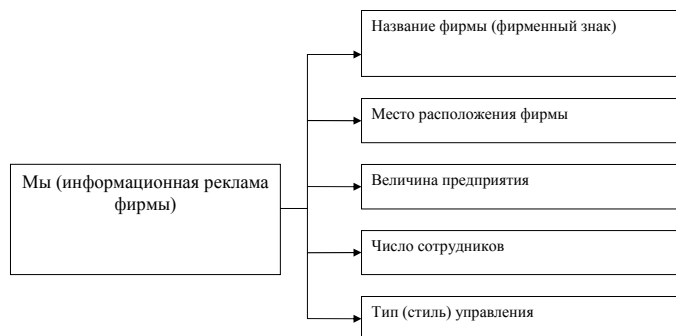 Название фирмы (фирменный знак)
Место расположения фирмы
Мы (информационная реклама
фирмы)
Величина предприятия
Число сотрудников
Тип (стиль) управления